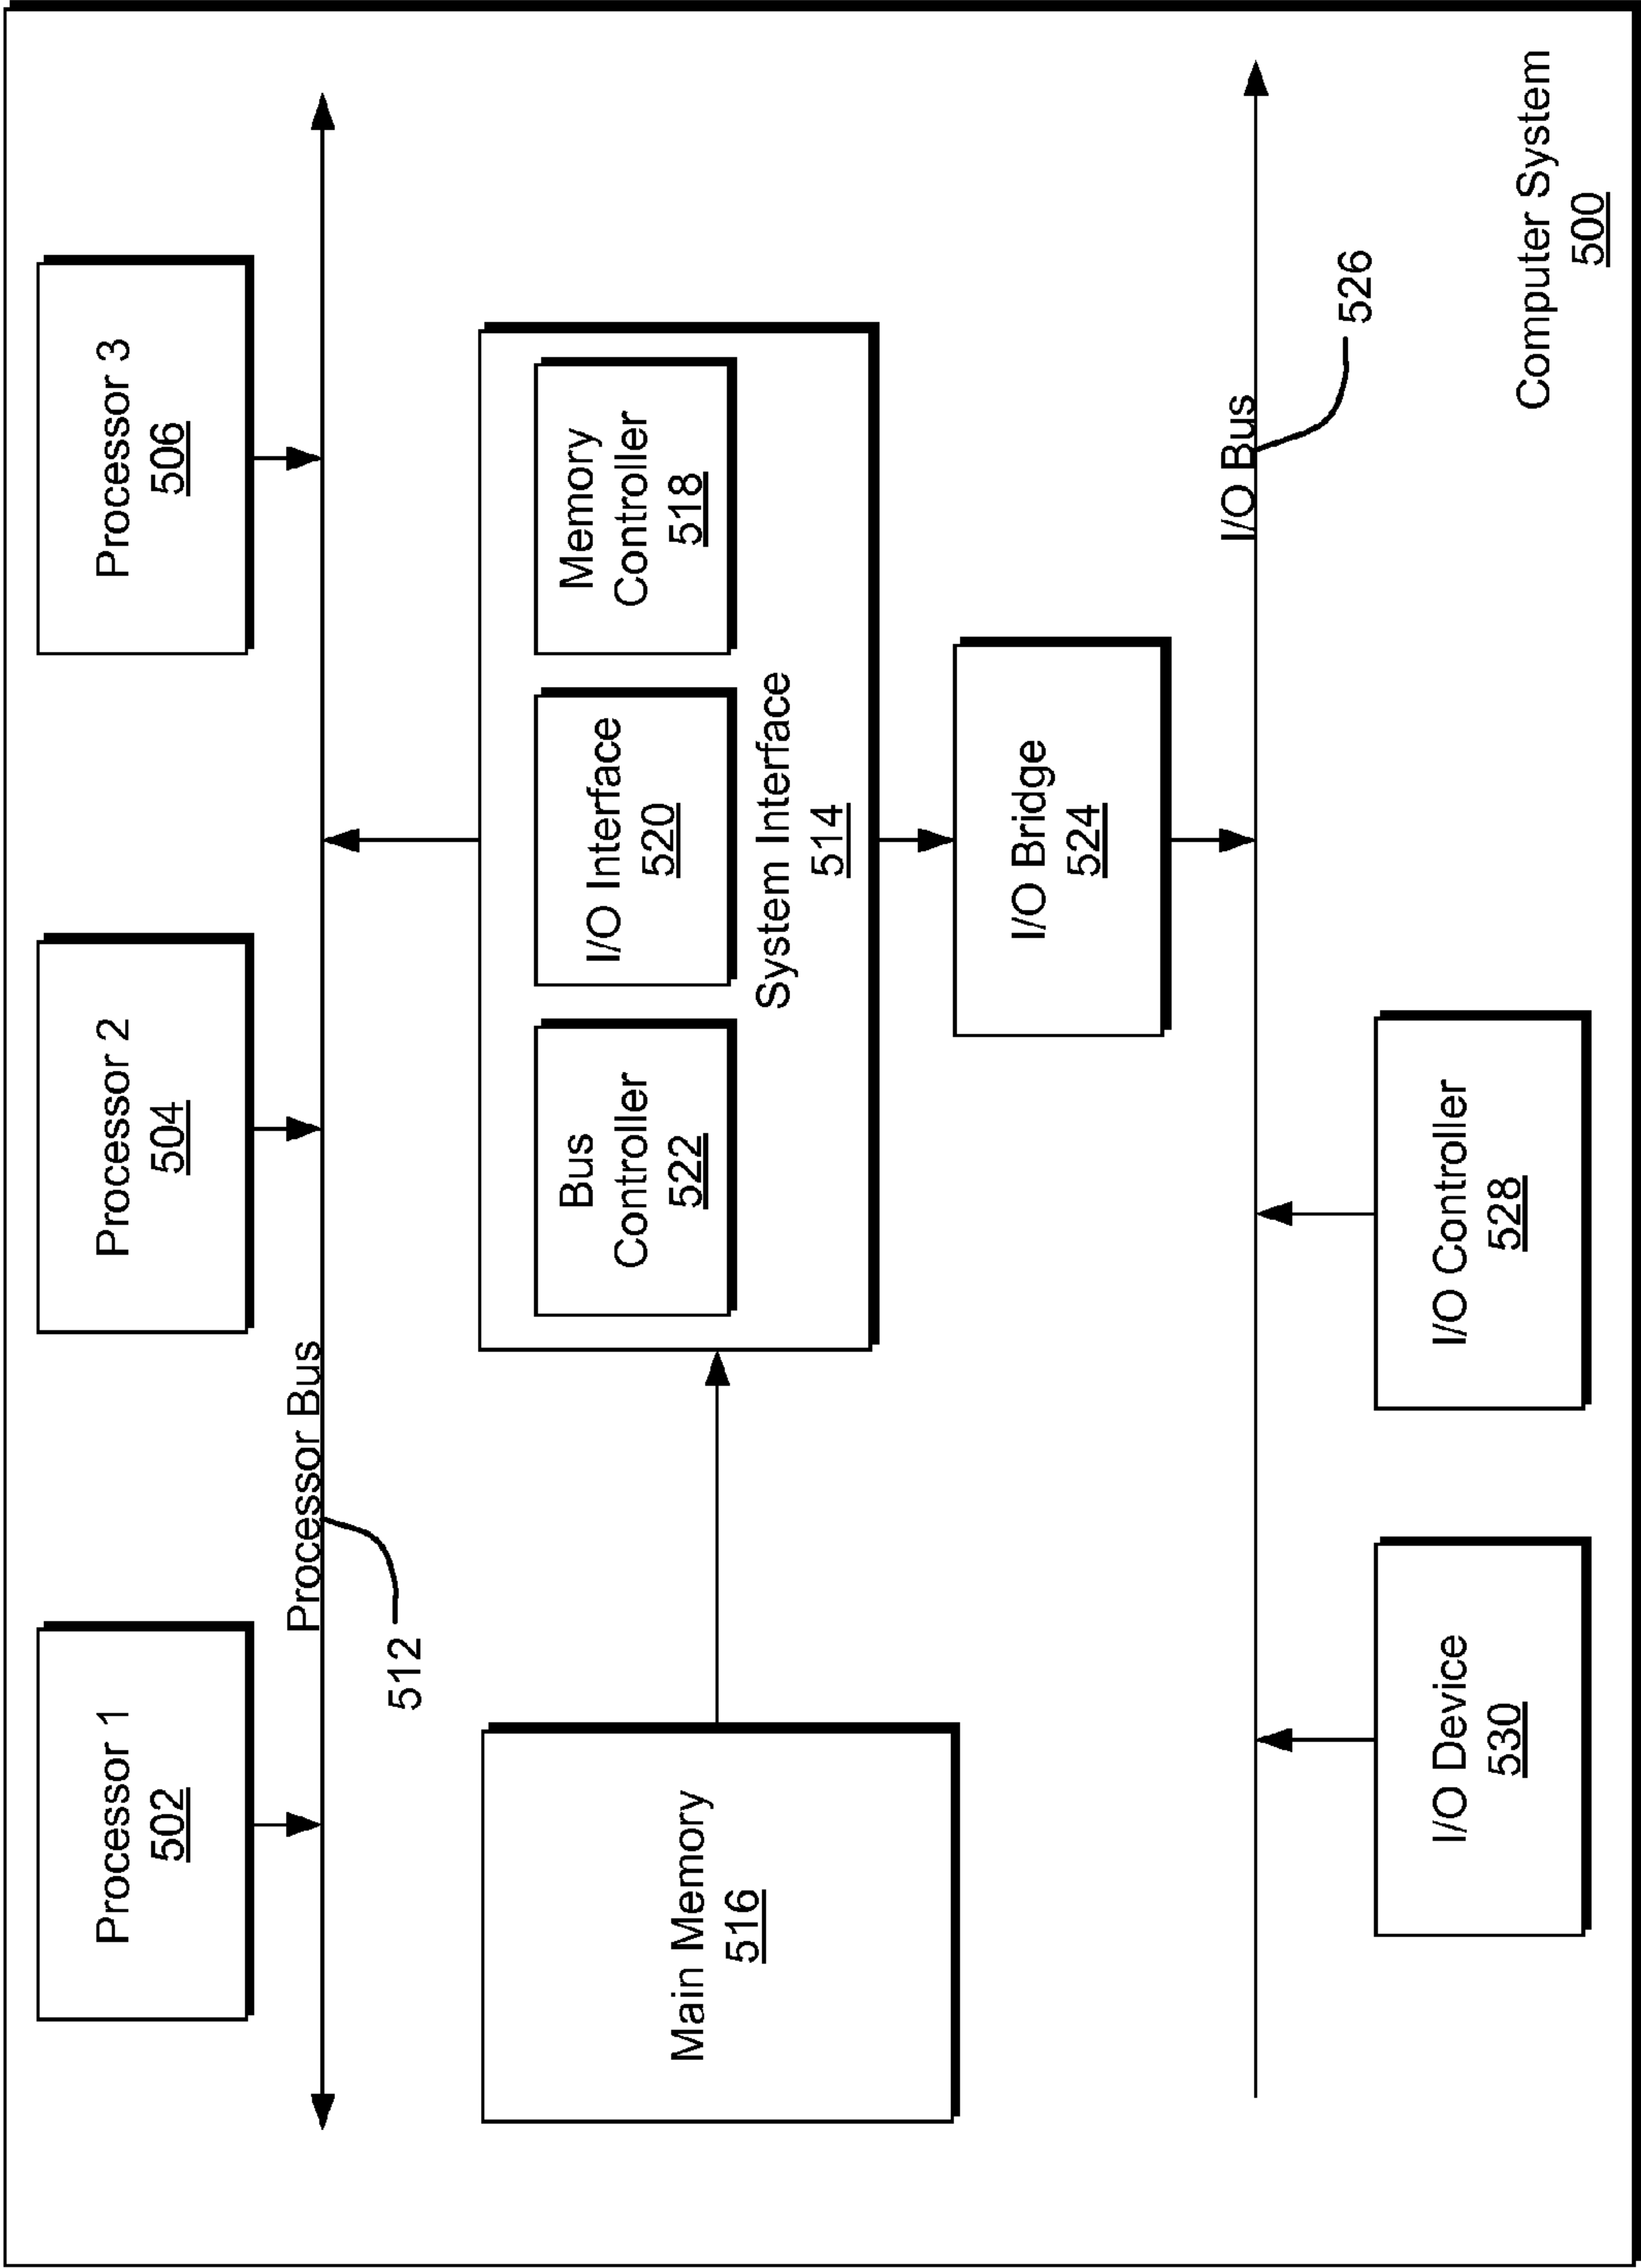 Processor 1
502
Processor 2
504
Processor 3
506
Processor Bus
512
Main Memory
516
Bus
Controller
522
I/O Interface
520
Memory
Controller
518
System Interface
514
I/O Bridge
524
I/O Bus
526
I/O Device
530
I/O Controller
528
Computer System
500